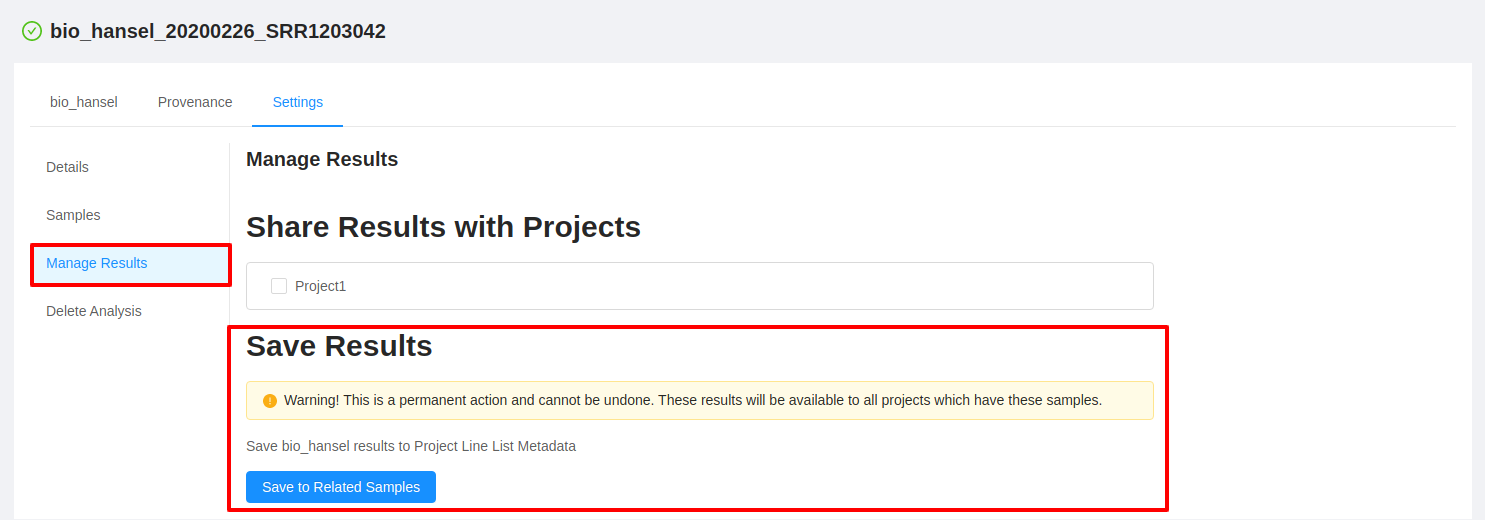 bio_hansel_20200226_SRR1203042
bio_hansel Provenance Settings
Details
Samples
Manage Results
Delete Analysis
Manage Results
Share Results with Projects
Project1
Save Results
Warning! This is a permanent action and cannot be undone. These results will be available to all projects which have these samples.
Save bio_hansel results to Project Line List Metadata
Save to Related Samples